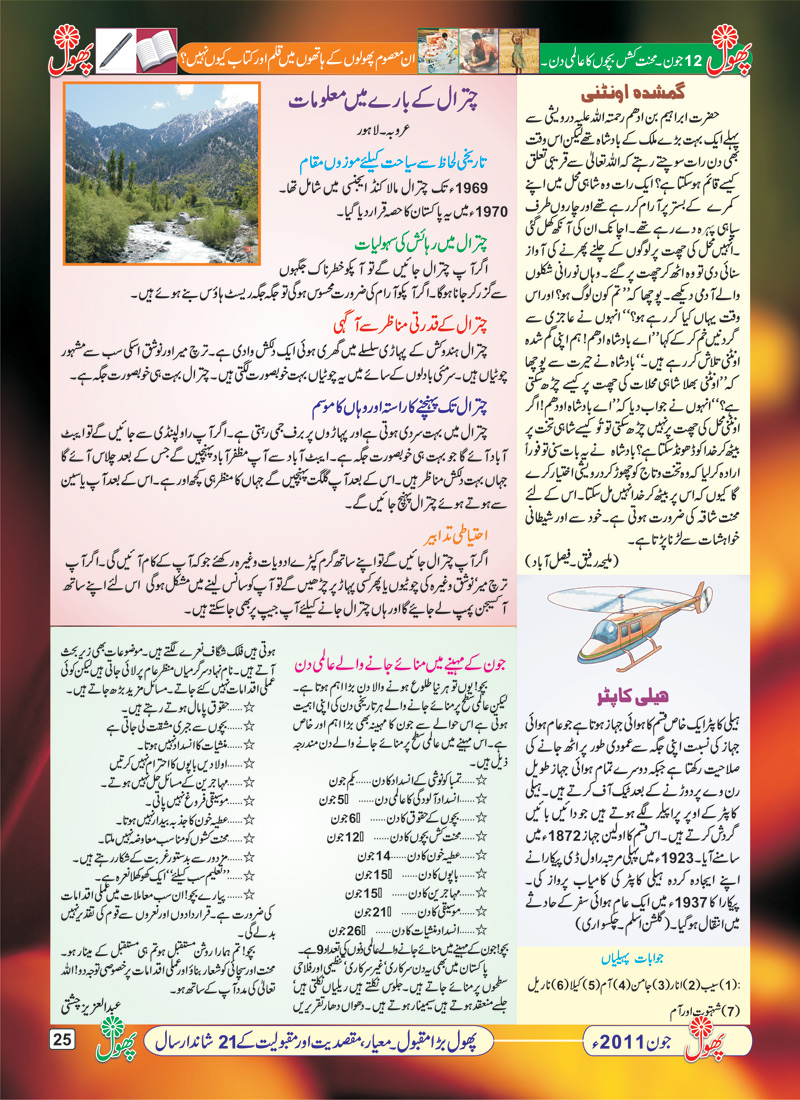 پھول
12 جون۔ محنت کش بچوں کا عالمی دن۔
ان معصوم پھولوں کے ہاتھوں میں قلم اور کتاب کیوں نہیں؟
پھول
گمشدہ اونٹنی
حضرت ابراہیم بن ادھم رحمتہ اللہ علیہ درویشی سے
پہلے ایک بہت بڑے ملک کے بادشاہ تھے لیکن اس وقت
بھی دن رات سوچتے رہتے کہ اللہ تعالیٰ سے قریبی تعلق
کیسے قائم ہو سکتا ہے؟ ایک رات وہ شاہی محل میں اپنے
کمرے کے بستر پر آرام کر رہے تھے اور چاروں طرف
سپاہی پہرہ دے رہے تھے۔ اچانک ان کی آنکھ کھل گئی
۔ انہیں محل کی چھت پر لوگوں کے چلنے پھرنے کی آواز
سنائی دی تو وہ اٹھ کر چھت پر گئے۔ وہاں نورانی شکلوں
والے آدمی دیکھے۔ پوچھا کہ ’’تم کون لوگ ہو؟ اور اس
وقت یہاں کیا کر رہے ہو؟‘‘ انہوں نے عاجزی سے
گردنیں خم کر کے کہا ’’اے بادشاہ ادھم! ہم اپنی گم شدہ
اونٹنی تلاش کر رہے ہیں۔‘‘ بادشاہ نے حیرت سے پوچھا
کہ ’’اونٹنی بھلا شاہی محلات کی چھت پر کیسے چڑھ سکتی
ہے؟‘‘ انہوں نے جواب دیا کہ ’’اے بادشاہ اودھم! اگر
اونٹنی محل کی چھت پر نہیں چڑھ سکتی تو تُو کیسے شاہی تخت پر
بیٹھ کر خدا کو ڈھونڈ سکتا ہے؟ بادشاہ نے یہ بات سنی تو فوراً
ارادہ کر لیا کہ وہ تخت و تاج کو چھوڑ کر درویشی اختیار کرے
گا کیوں کہ اس پر بیٹھ کر خدا نہیں مل سکتا۔ اس کے لئے
محنت شاقہ کی ضرورت ہوتی ہے۔ خود سے اور شیطانی
خواہشات سے لڑنا پڑتا ہے۔
(ملیحہ رفیق۔ فیصل آباد)
ہیلی کاپٹر
ہیلی کاپٹر ایک خاص قسم کا ہوائی جہاز ہوتا ہے جو عام ہوائی
جہاز کی نسبت اپنی جگہ سے عمودی طور پر اٹھ جانے کی
صلاحیت رکھتا ہے جبکہ دوسرے تمام ہوائی جہاز طویل
رن وے پر دوڑنے کے بعد ٹیک آف کرتے ہیں۔ ہیلی
کاپٹر کے اوپر پراپیلر لگے ہوتے ہیں جو دائیں بائیں
گردش کرتے ہیں۔ اس قسم کا اولین جہاز 1872ء میں
سامنے آیا۔ 1923ء میں پہلی مرتبہ راول ڈی پیکارا نے
اپنے ایجادہ کردہ ہیلی کاپٹر کی کامیاب پرواز کی۔
پیکارا کا 1937ء میں ایک عام ہوائی سفر کے حادثے
میں انتقال ہو گیا۔ (گلشن اسلم۔ چکسواری)
جوابات پہیلیاں
:(1)سیب(2)انار(3)جامن(4)آم(5)کیلا(6)ناریل
(7)شہتوت اور آم
چترال کے بارے میں معلومات
عروبہ۔ لاہور
تاریخی لحاظ سے سیاحت کیلئے موزوں مقام
1969ء تک چترال مالاکنڈ ایجنسی میں شامل تھا۔
1970ء میں یہ پاکستان کا حصہ قرار دیا گیا۔
چترال میں رہائش کی سہولیات
اگر آپ چترال جائیں گے تو آپ کو خطرناک جگہوں
سے گزر کر جانا ہوگا۔ اگر آپکو آرام کی ضرورت محسوس ہوگی تو جگہ جگہ ریسٹ ہاؤس بنے ہوئے ہیں۔
چترال کے قدرتی مناظر سے آگہی
چترال ہندوکش کے پہاڑی سلسلے میں گھری ہوئی ایک دلکش وادی ہے۔ ترچ میر اور نوشق اسکی سب سے مشہور
چوٹیاں ہیں۔ سرمئی بادلوں کے سائے میں یہ چوٹیاں بہت خوبصورت لگتی ہیں۔ چترال بہت ہی خوبصورت جگہ ہے۔
چترال تک پہنچنے کا راستہ اور وہاں کا موسم
چترال میں بہت سردی ہوتی ہے اور پہاڑوں پر برف جمی رہتی ہے۔ اگر آپ راولپنڈی سے جائیں گے تو ایبٹ
آباد آئے گا جو بہت ہی خوبصورت جگہ ہے۔ ایبٹ آباد سے آپ مظفر آباد پہنچیں گے جس کے بعد چلاس آئے گا
جہاں بہت دلکش مناظر ہیں۔ اس کے بعد آپ گلگت پہنچیں گے جہاں کا منظر ہی کچھ اور ہے۔ اس کے بعد آپ یاسین
سے ہوتے ہوئے چترال پہنچ جائیں گے۔
احتیاطی تدابیر
اگر آپ چترال جائیں گے تو اپنے ساتھ گرم کپڑے ادویات وغیرہ رکھئے جو کہ آپ کے کام آئیں گی۔ اگر آپ
ترچ میر نوشق وغیرہ کی چوٹیوں یا پھر کسی پہاڑ پر چڑھیں گے تو آپ کو سانس لینے میں مشکل ہوگی اس لئے اپنے ساتھ
آکسیجن پمپ لے جائیے گا اور ہاں چترال جانے کیلئے آپ جیپ پر بھی جا سکتے ہیں۔
جون کے مہینے میں منائے جانے والے عالمی دن
بچو! یوں تو ہر نیا طلوع ہونے والا دن بڑا اہم ہوتا ہے۔
لیکن عالمی سطح پر منائے جانے والے ہر تاریخی دن کی اپنی اہمیت
ہوتی ہے اس حوالے سے جون کا مہینہ بھی بڑا اہم اور خاص
ہے۔ اس مہینے میں عالمی سطح پر منائے جانے والے دن مندرجہ
ذیل ہیں۔
☆.....تمباکو نوشی کے انسداد کا دن......یکم جون
☆.....انسداد آلودگی کا عالمی دن..... 5 جون
☆.....بچوں کے حقوق کا دن...... 6 جون
☆.....محنت کش بچوں کا دن...... 12 جون
☆.....عطیہ خون کا دن......14 جون
☆.....باپوں کا دن...... 15 جون
☆.....مہاجرین کا دن...... 15 جون
☆.....موسیقی کا دن...... 21 جون
☆.....انسداد منشیات کا دن...... 26 جون
بچو! جون کے مہینے میں منائے جانے والے عالمی دنوں کی تعداد 9 ہے۔
پاکستان میں بھی یہ دن سرکاری‘ غیر سرکاری‘ تنظیمی اور فلاحی
سطحوں پر منائے جاتے ہیں۔ جلوس نکلتے ہیں ریلیاں نکلتی ہیں‘
جلسے منعقد ہوتے ہیں سیمینار ہوتے ہیں۔ دھواں دھار تقریریں
ہوتی ہیں فلک شگاف نعرے لگتے ہیں۔ موضوعات بھی زیر بحث
آتے ہیں۔ نام نہاد سرگرمیاں منظر عام پر لائی جاتی ہیں لیکن کوئی
عملی اقدامات نہیں کئے جاتے۔ مسائل مزید بڑھ جاتے ہیں۔
☆.....حقوق پامال ہوتے رہتے ہیں۔
☆.....بچوں سے جبری مشقت لی جاتی ہے
☆.....منشیات کا انسداد نہیں ہوتا۔
☆.....اولادیں باپوں کا احترام نہیں کرتیں
☆.....مہاجرین کے مسائل حل نہیں ہوتے۔
☆.....موسیقی فروغ نہیں پاتی۔
☆.....عطیہ خون کا جذبہ بیدار نہیں ہوتا۔
☆.....محنت کشوں کو مناسب معاوضہ نہیں ملتا۔
☆.....مزدور سے بدستور غربت کے شکار رہتے ہیں۔
☆.....’’تعلیم سب کیلئے‘‘ ایک کھوکھلا نعرہ ہے۔
☆.....پیارے بچو! ان سب معاملات میں عملی اقدامات
کی ضرورت ہے۔ قراردادوں اور نعروں سے قوم کی تقدیر نہیں
بدلے گی۔
بچو! تم ہمارا روشن مستقبل ہو تم ہی مستقبل کے مینار ہو۔
محنت اور سچائی کو شعار بناؤ اور عملی اقدامات پر خصوصی توجہ دو! اللہ
تعالیٰ کی مدد آپ کے ساتھ ہو۔
عبدالعزیز چشتی
پھول
جون 2011ء
پھول بڑا مقبول۔ معیار، مقصدیت اور مقبولیت کے 21 شاندار سال
پھول
25